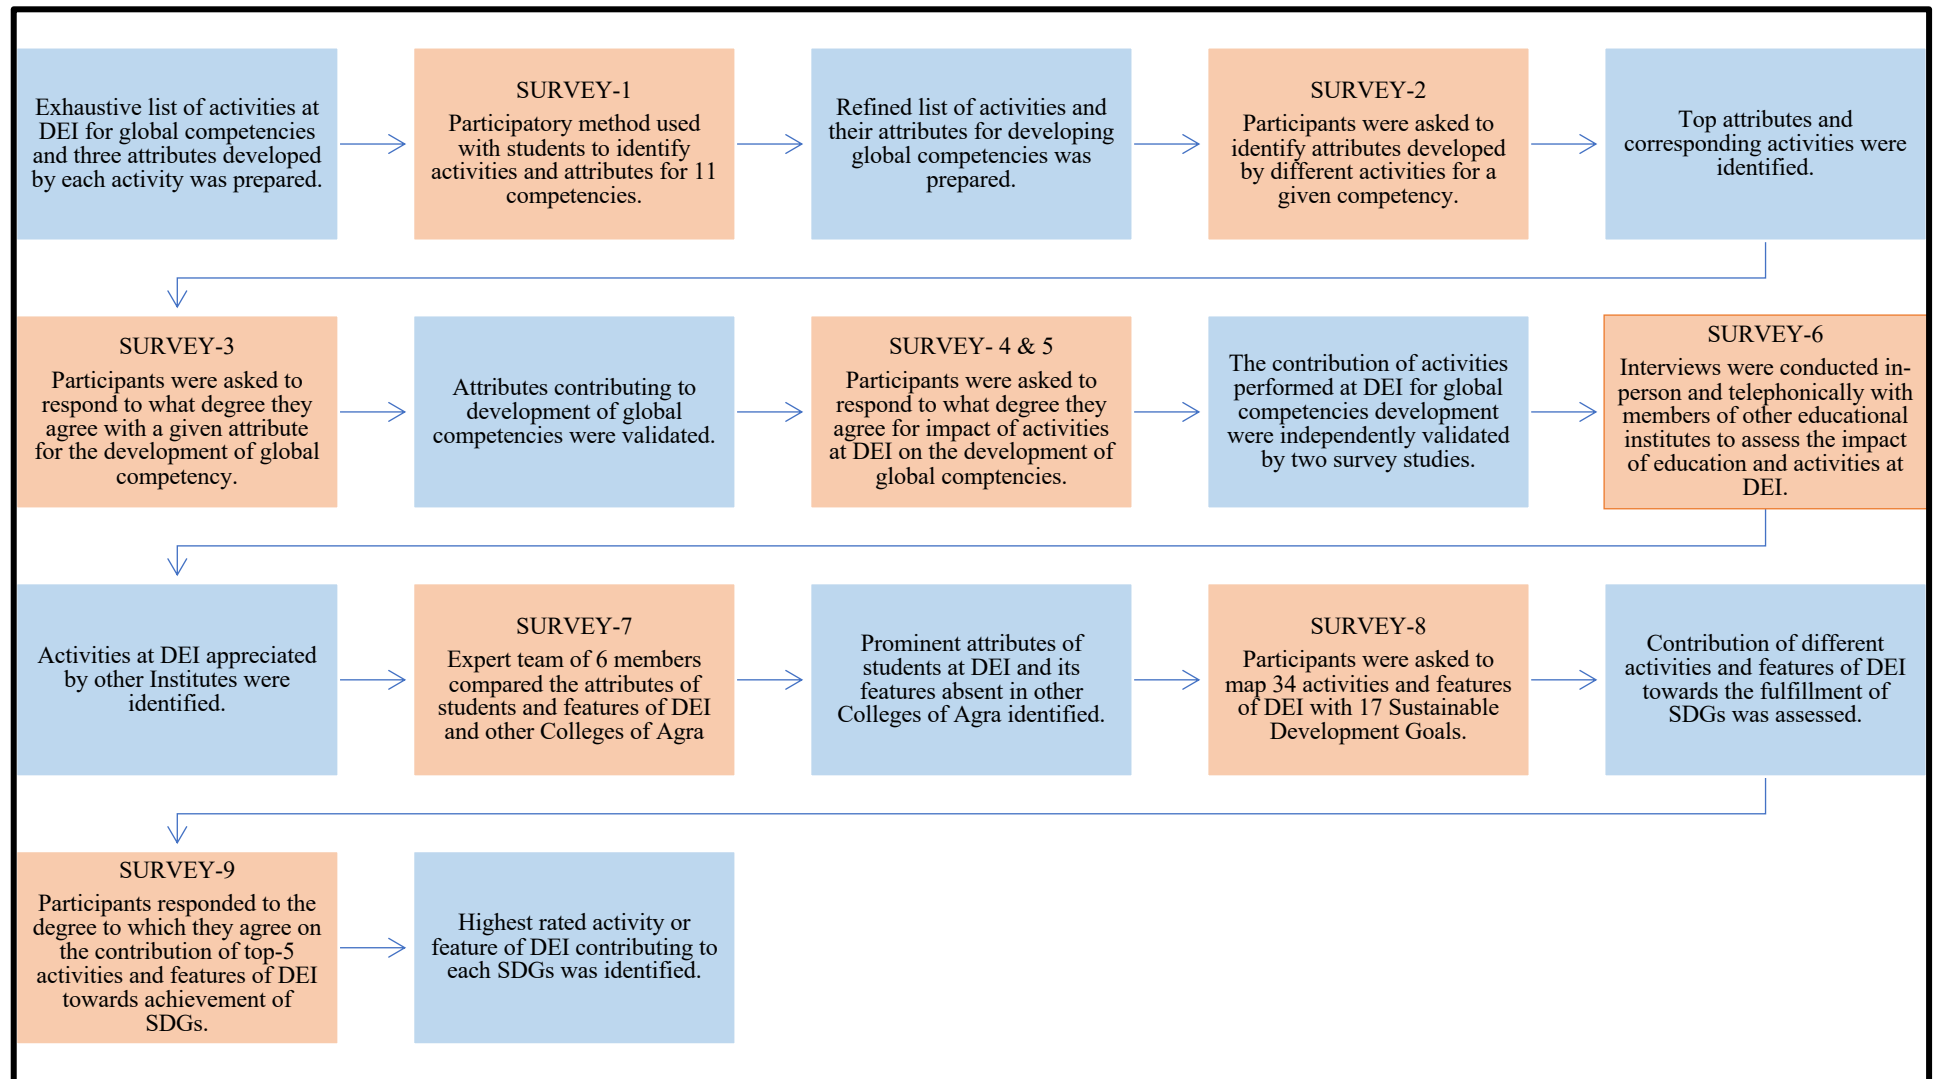 Exhaustive list of activities at
DEI for global competencies
and three attributes developed
by each activity was prepared.
SURVEY-1
Participatory method used
with students to identify
activities and attributes for 11
competencies.
Refined list of activities and
their attributes for developing
global competencies was
prepared.
SURVEY-2
Participants were asked to
identify attributes developed
by different activities for a
given competency.
Top attributes and
corresponding activities were
identified.
SURVEY-3
Participants were asked to
respond to what degree they
agree with a given attribute
for the development of global
competency.
Attributes contributing to
development of global
competencies were validated.
SURVEY- 4 & 5
Participants were asked to
respond to what degree they
agree for impact of activities
at DEI on the development of
global comptencies.
The contribution of activities
performed at DEI for global
competencies development
were independently validated
by two survey studies.
SURVEY-6
Interviews were conducted in-
person and telephonically with
members of other educational
institutes to assess the impact
of education and activities at
DEI.
Activities at DEI appreciated
by other Institutes were
identified.
SURVEY-7
Expert team of 6 members
compared the attributes of
students and features of DEI
and other Colleges of Agra
Prominent attributes of
students at DEI and its
features absent in other
Colleges of Agra identified.
SURVEY-8
Participants were asked to
map 34 activities and features
of DEI with 17 Sustainable
Development Goals.
Contribution of different
activities and features of DEI
towards the fulfillment of
SDGs was assessed.
SURVEY-9
Participants responded to the
degree to which they agree on
the contribution of top-5
activities and features of DEI
towards achievement of
SDGs.
Highest rated activity or
feature of DEI contributing to
each SDGs was identified.